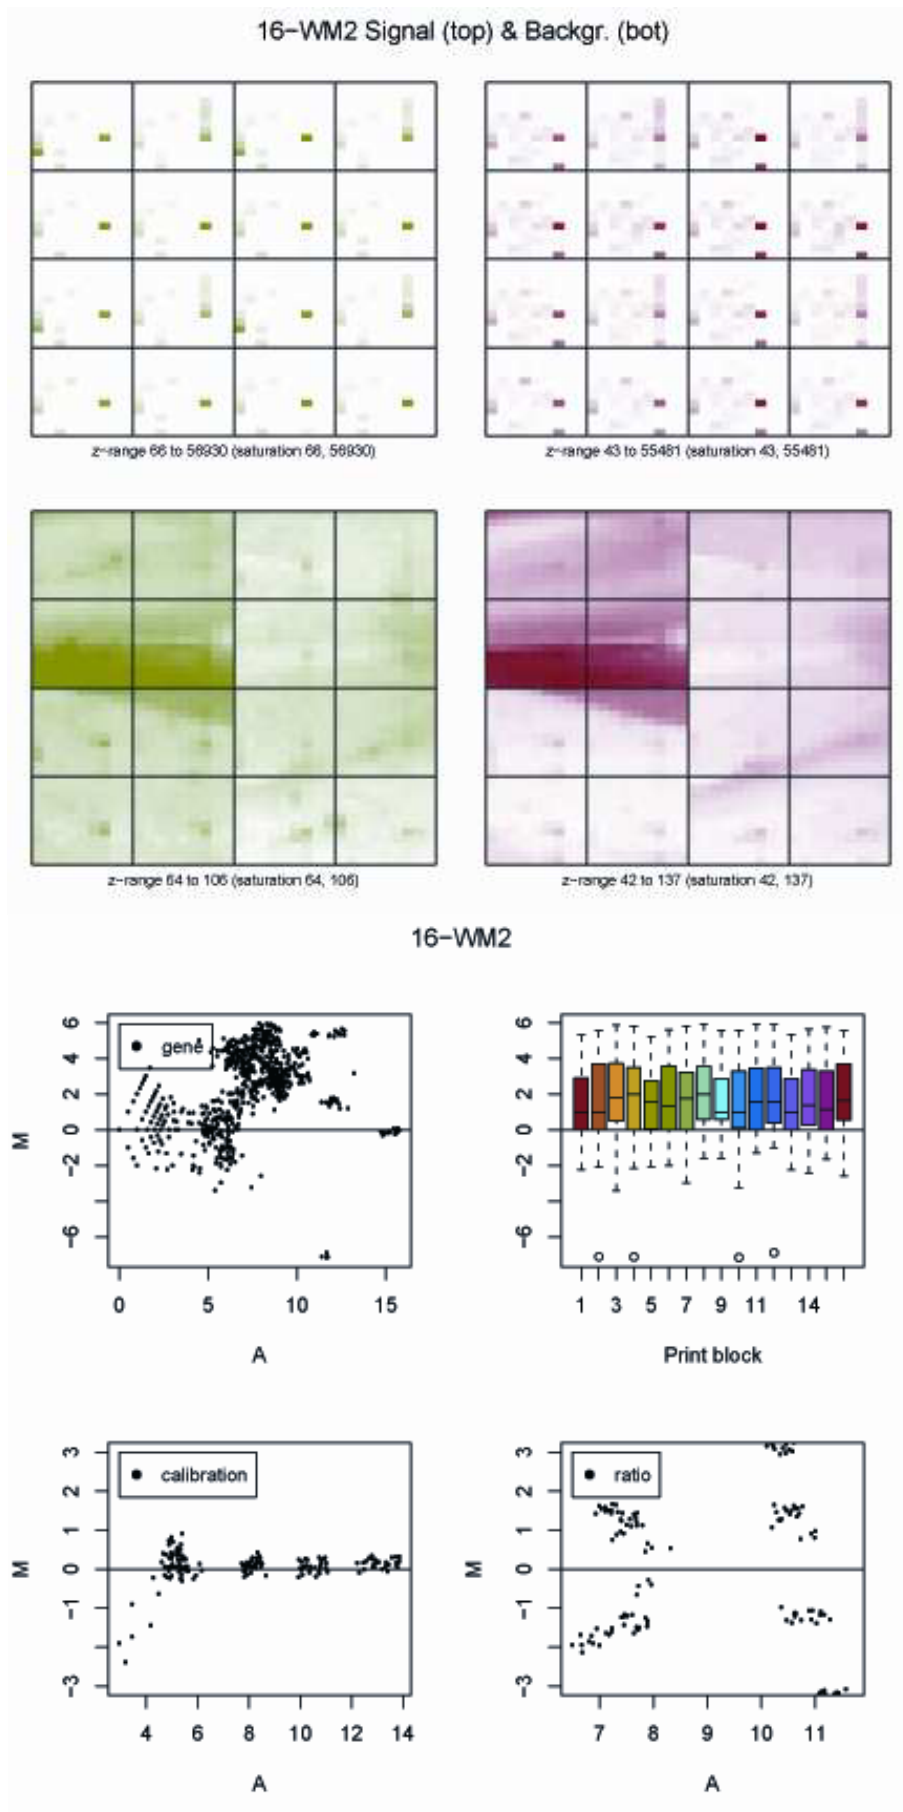 16−WM2 Signal (top) & Backgr. (bot)
z−range 66 to 56930 (saturation 66, 56930)
z−range 43 to 55481 (saturation 43, 55481)
z−range 64 to 106 (saturation 64, 106)
z−range 42 to 137 (saturation 42, 137)
16−WM2
gene
6
4
2
0
−2
−6
M
0 5 10 15
A
6
4
2
0
−2
−6
1 3 5 7 9 11 14
Print block
calibration
3
2
1
0
−1
−3
M
4 6 8 10 12 14
A
ratio
3
2
1
0
−1
−3
M
7 8 9 10 11
A